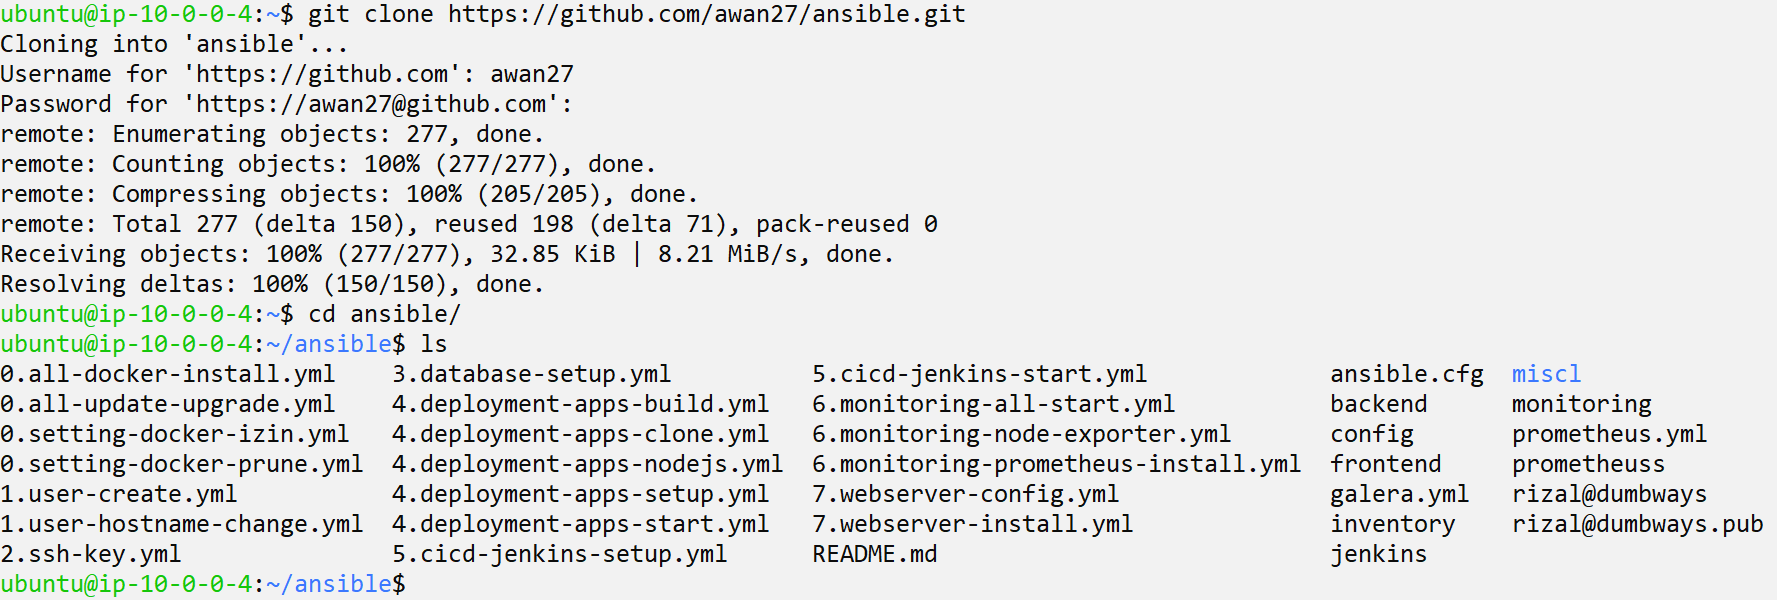 ubuntu@ip-10-0-0-4:~$ git clone https://github.com/awan27/ansible.git
Cloning into 'ansible'...
Username for 'https://github.com': awan27
Password for 'https://awan27@github.com':
remote: Enumerating objects: 277, done.
remote: Counting objects: 100% (277/277), done.
remote: Compressing objects: 100% (205/205), done.
remote: Total 277 (delta 150), reused 198 (delta 71), pack-reused 0
Receiving objects: 100% (277/277), 32.85 KiB | 8.21 MiB/s, done.
Resolving deltas: 100% (150/150), done.
ubuntu@ip-10-0-0-4:~$ cd ansible/
ubuntu@ip-10-0-0-4:~/ansible$ ls
0.all-docker-install.yml    3.database-setup.yml          5.cicd-jenkins-start.yml             ansible.cfg  miscl
0.all-update-upgrade.yml    4.deployment-apps-build.yml   6.monitoring-all-start.yml           backend      monitoring
0.setting-docker-izin.yml   4.deployment-apps-clone.yml   6.monitoring-node-exporter.yml       config       prometheus.yml
0.setting-docker-prune.yml  4.deployment-apps-nodejs.yml  6.monitoring-prometheus-install.yml  frontend     prometheuss
1.user-create.yml           4.deployment-apps-setup.yml   7.webserver-config.yml               galera.yml   rizal@dumbways
1.user-hostname-change.yml  4.deployment-apps-start.yml   7.webserver-install.yml              inventory    rizal@dumbways.pub
2.ssh-key.yml               5.cicd-jenkins-setup.yml      README.md                            jenkins
ubuntu@ip-10-0-0-4:~/ansible$